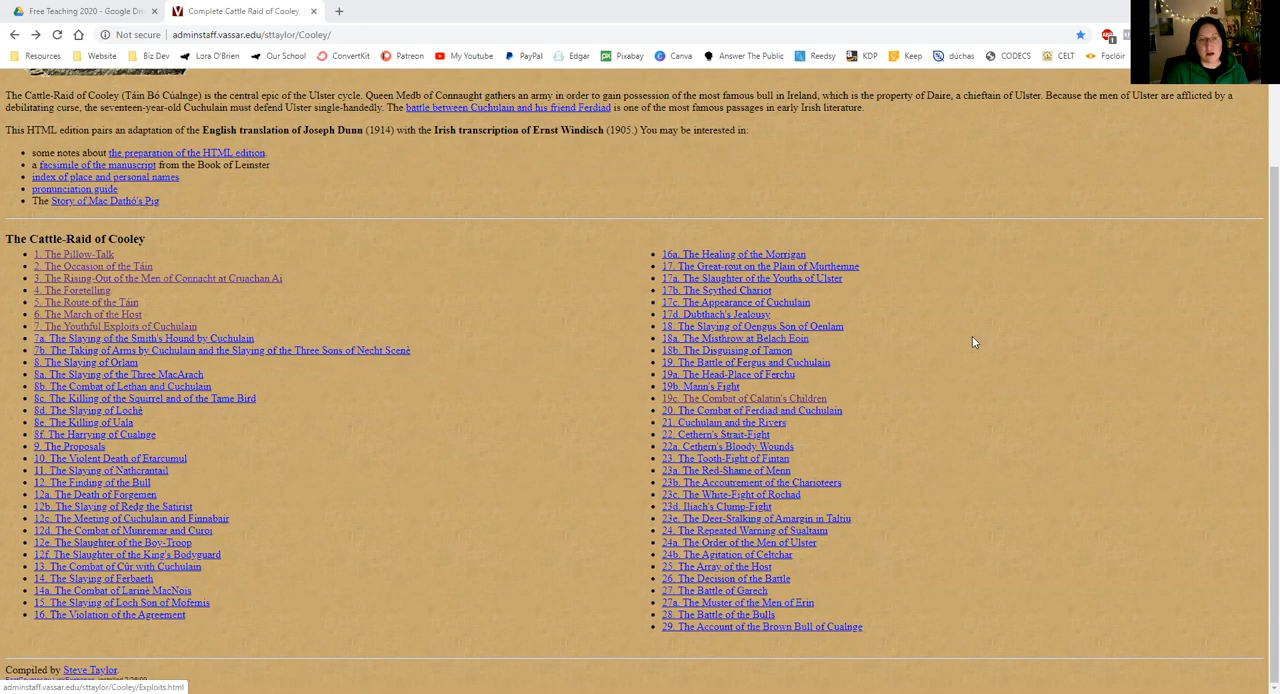 Free Teaching 2020 - Google Dri
Complete Cattle Raid of Cooley,
Not secure
adminstaff.vassar.edu/sttaylor/Cooley/
Resources
Website
Biz Dev
Lora O'Brien
Our School
ConvertKit
Patreon
My Youtube
PayPal
Edgar
Pixabay
Canva
Answer The Public
Reedsy
KDP
Keep
dúchas
CODECS
CELT
Foclóir
The Cattle-Raid of Cooley (Táin Bó Cúalnge) is the central epic of the Ulster cycle. Queen Medb of Connaught gathers an army in order to gain possession of the most famous bull in Ireland, which is the property of Daire, a chieftain of Ulster. Because the men of Ulster are afflicted by a
debilitating curse, the seventeen-year-old Cuchulain must defend Ulster single-handedly. The battle between Cuchulain and his friend Ferdiad is one of the most famous passages in early Irish literature.
This HTML edition pairs an adaptation of the English translation of Joseph Dunn (1914) with the Irish transcription of Ernst Windisch (1905.) You may be interested in:
some notes about the preparation of the HTML edition.
a facsimile of the manuscript from the Book of Leinster
index of place and personal names
pronunciation guide
The Story of Mac Dathó's Pig
The Cattle-Raid of Cooley
1. The Pillow-Talk
2. The Occasion of the Táin
3. The Rising-Out of the Men of Connacht at Cruachan Ai
4. The Foretelling
5. The Route of the Táin
6. The March of the Host
7. The Youthful Exploits of Cuchulain
7a. The Slaying of the Smith's Hound by Cuchulain
7b. The Taking of Arms by Cuchulain and the Slaying of the Three Sons of Necht Scenè
8. The Slaying of Orlam
8a. The Slaying of the Three MacArach
8b. The Combat of Lethan and Cuchulain
8c. The Killing of the Squirrel and of the Tame Bird
8d. The Slaying of Lochè
8e. The Killing of Uala
8f. The Harrying of Cualnge
9. The Proposals
10. The Violent Death of Etarcumul
11. The Slaying of Nathcrantail
12. The Finding of the Bull
12a. The Death of Forgemen
12b. The Slaying of Redg the Satirist
12c. The Meeting of Cuchulain and Finnabair
12d. The Combat of Munremar and Curoi
12e. The Slaughter of the Boy-Troop
12f. The Slaughter of the King's Bodyguard
13. The Combat of Cûr with Cuchulain
14. The Slaying of Ferbaeth
14a. The Combat of Larinè MacNois
15. The Slaying of Loch Son of Mofemis
16. The Violation of the Agreement
16a. The Healing of the Morrigan
17. The Great-rout on the Plain of Murthemne
17a. The Slaughter of the Youths of Ulster
17b. The Scythed Chariot
17c. The Appearance of Cuchulain
17d. Dubthach's Jealousy
18. The Slaying of Oengus Son of Oenlam
18a. The Misthrow at Belach Eoin
18b. The Disguising of Tamon
19. The Battle of Fergus and Cuchulain
19a. The Head-Place of Ferchu
19b. Mann's Fight
19c. The Combat of Calatin's Children
20. The Combat of Ferdiad and Cuchulain
21. Cuchulain and the Rivers
22. Cethern's Strait-Fight
22a. Cethern's Bloody Wounds
23. The Tooth-Fight of Fintan
23a. The Red-Shame of Menn
23b. The Accoutrement of the Charioteers
23c. The White-Fight of Rochad
23d. Iliach's Clump-Fight
23e. The Deer-Stalking of Amargin in Taltiu
24. The Repeated Warning of Sualtaim
24a. The Order of the Men of Ulster
24b. The Agitation of Celtchar
25. The Array of the Host
26. The Decision of the Battle
27. The Battle of Garech
27a. The Muster of the Men of Erin
28. The Battle of the Bulls
29. The Account of the Brown Bull of Cualnge
Compiled by Steve Taylor.
adminstaff.vassar.edu/sttaylor/Cooley/Exploits.html